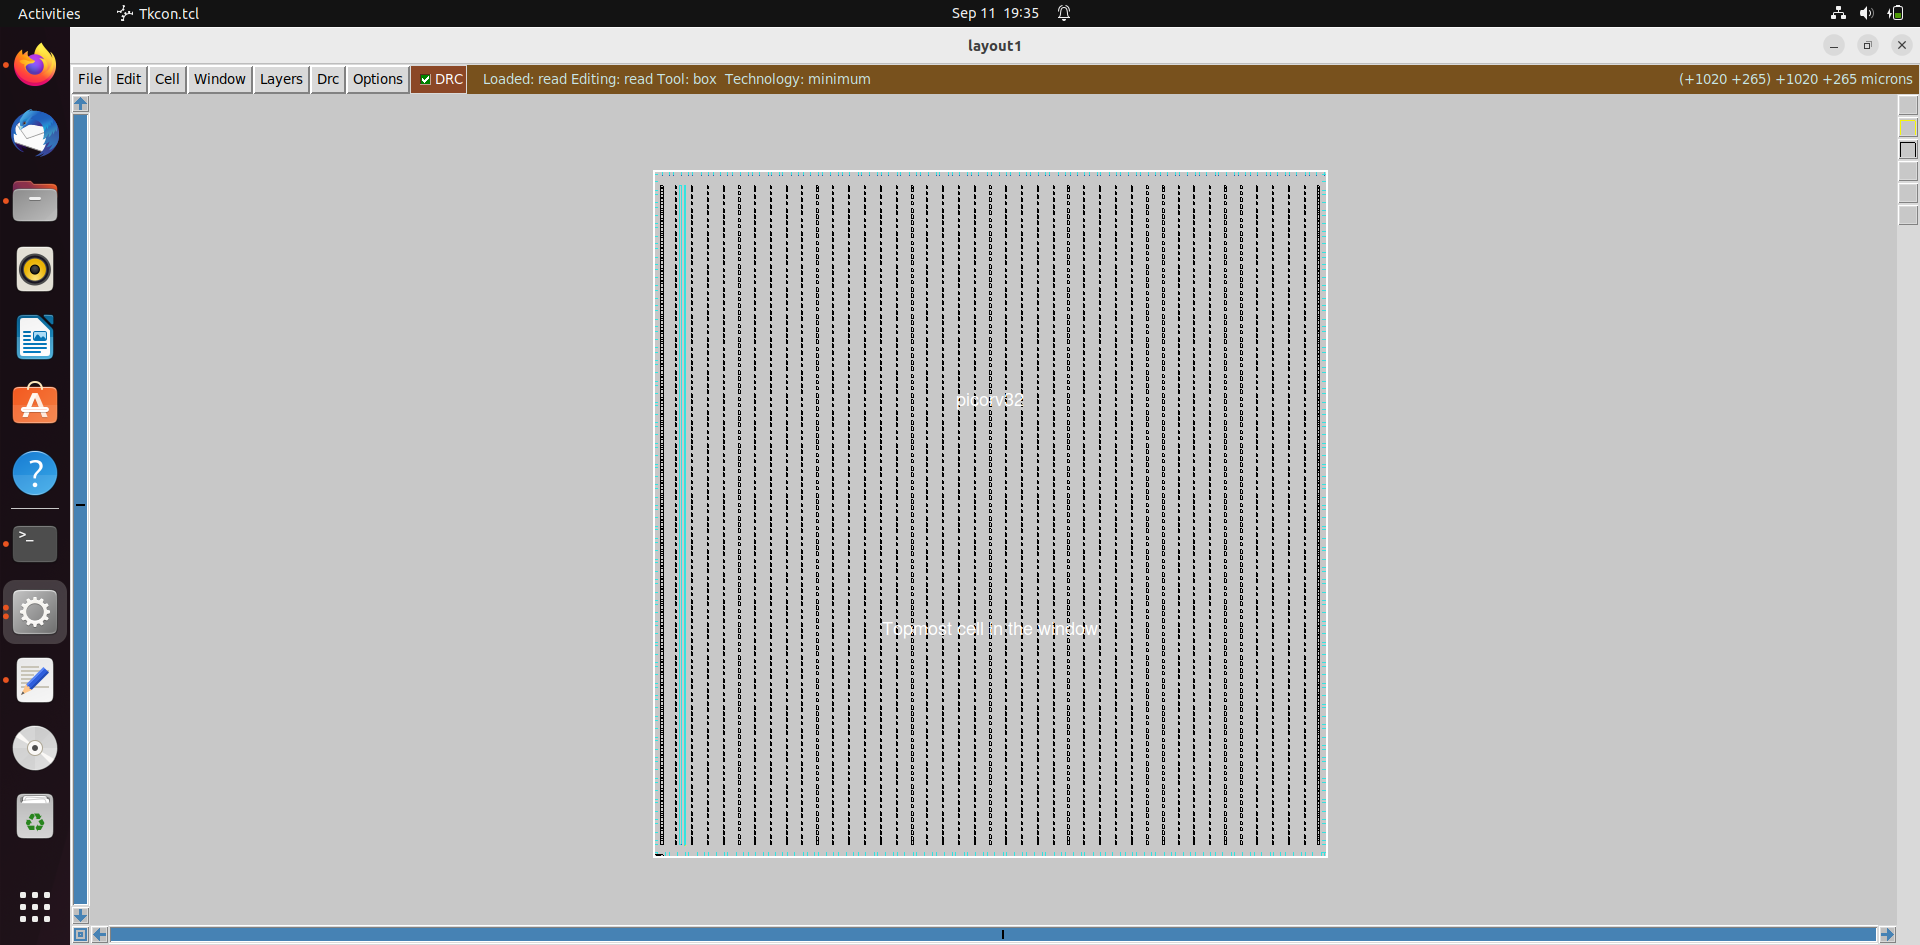 Activities Tkcon.tcl Sep 11 19:35
layout1
File Edit Cell Window Layers Drc Options DRC Loaded: read Editing: read Tool: box Technology: minimum (+1020 +265) +1020 +265 microns
picorv32
Topmost cell in the window